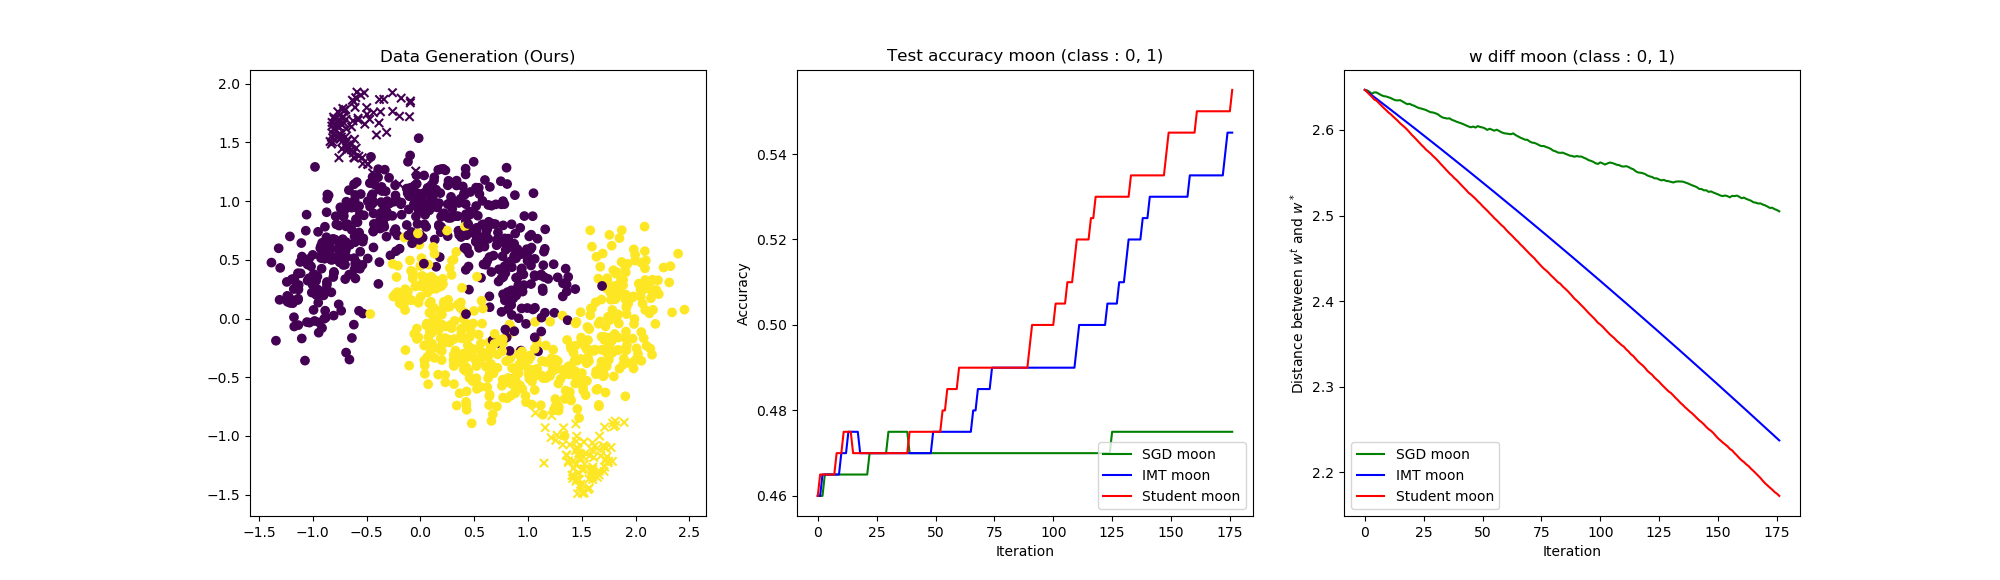 Data Generation (Ours)
2.0
1.5
1.0
0.5
0.0
−0.5
−1.0
−1.5
−1.5 −1.0 −0.5 0.0 0.5 1.0 1.5 2.0 2.5
Test accuracy moon (class : 0, 1)
Accuracy
0.54
0.52
0.50
0.48
0.46
SGD moon
IMT moon
Student moon
0 25 50 75 100 125 150 175
Iteration
w diff moon (class : 0, 1)
Distance between w^t and w^*
2.6
2.5
2.4
2.3
2.2
SGD moon
IMT moon
Student moon
0 25 50 75 100 125 150 175
Iteration